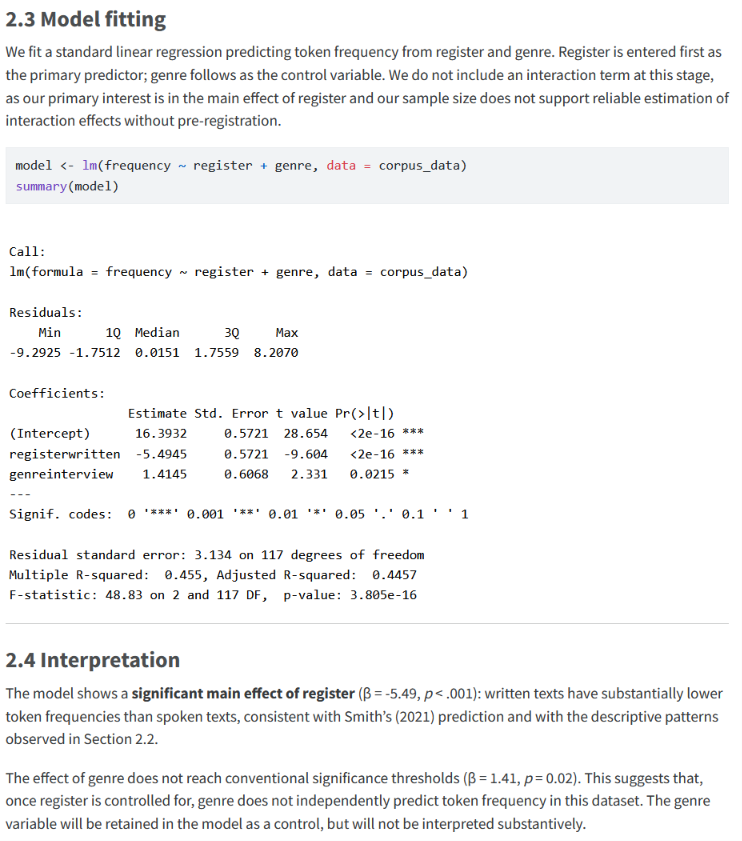 2.3 Model fitting
We fit a standard linear regression predicting token frequency from register and genre. Register is entered first as
the primary predictor; genre follows as the control variable. We do not include an interaction term at this stage,
as our primary interest is in the main effect of register and our sample size does not support reliable estimation of
interaction effects without pre-registration.
model <- lm(frequency ~ register + genre, data = corpus_data)
summary(model)
Call:
lm(formula = frequency ~ register + genre, data = corpus_data)
Residuals:
    Min      1Q  Median      3Q     Max
-9.2925 -1.7512  0.0151  1.7559  8.2070
Coefficients:
                Estimate Std. Error t value Pr(>|t|)
(Intercept)      16.3932     0.5721  28.654   <2e-16 ***
registerwritten  -5.4945     0.5721  -9.604   <2e-16 ***
genreinterview    1.4145     0.6068   2.331   0.0215 *
---
Signif. codes:  0 '***' 0.001 '**' 0.01 '*' 0.05 '.' 0.1 ' ' 1
Residual standard error: 3.134 on 117 degrees of freedom
Multiple R-squared:  0.455, Adjusted R-squared:  0.4457
F-statistic: 48.83 on 2 and 117 DF,  p-value: 3.805e-16
2.4 Interpretation
The model shows a significant main effect of register (β = -5.49, p < .001): written texts have substantially lower
token frequencies than spoken texts, consistent with Smith's (2021) prediction and with the descriptive patterns
observed in Section 2.2.
The effect of genre does not reach conventional significance thresholds (β = 1.41, p = 0.02). This suggests that,
once register is controlled for, genre does not independently predict token frequency in this dataset. The genre
variable will be retained in the model as a control, but will not be interpreted substantively.